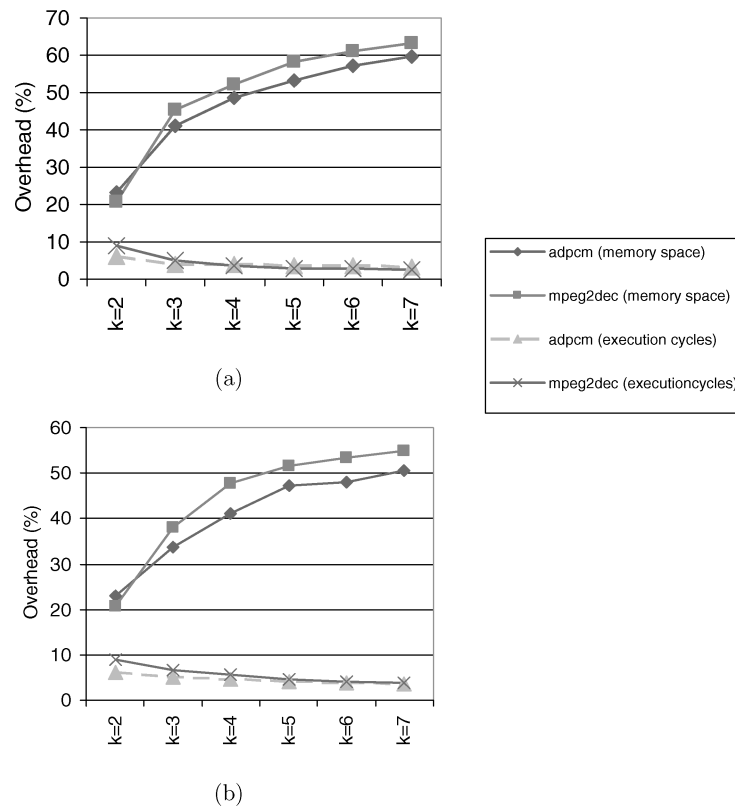 70
60
50
40
30
20
10
0
Overhead (%)
k=2
k=3
k=4
k=5
k=6
k=7
(a)
adpcm (memory space)
mpeg2dec (memory space)
adpcm (execution cycles)
mpeg2dec (executioncycles)
60
50
40
30
20
10
0
Overhead (%)
k=2
k=3
k=4
k=5
k=6
k=7
(b)